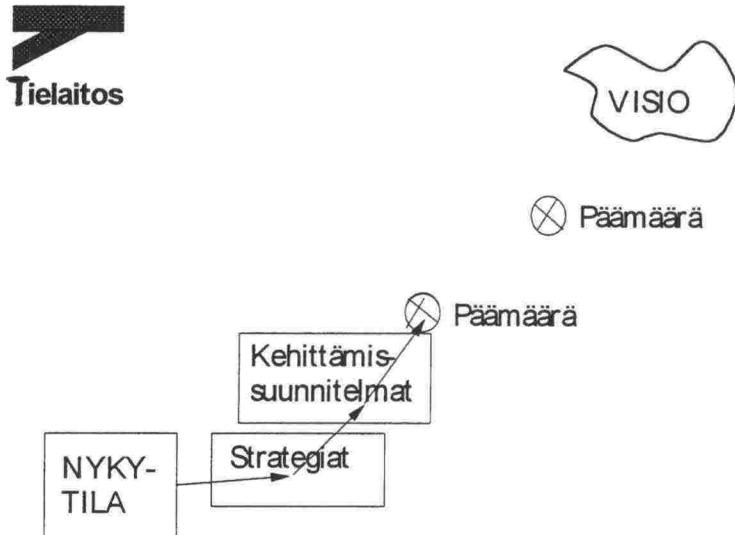 Tielaitos
VISIO
Päämäärä
Päämäärä
Kehittämis-
suunnitelmat
Strategiat
NYKY-
TILA